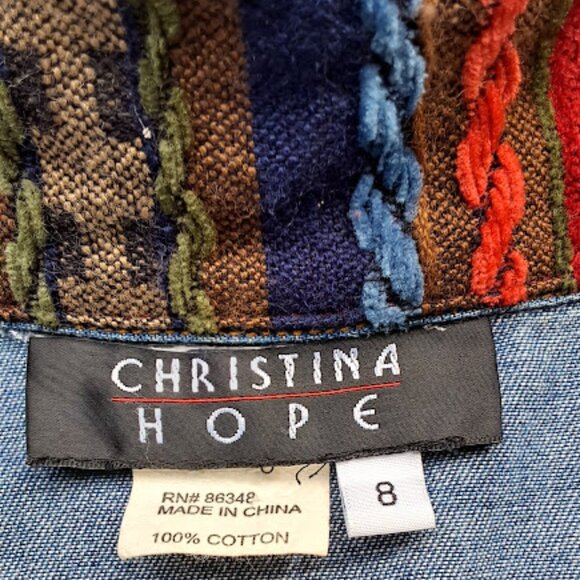 CHRISTINA
HOPE
RN# 86348
MADE IN CHINA
100% COTTON
8